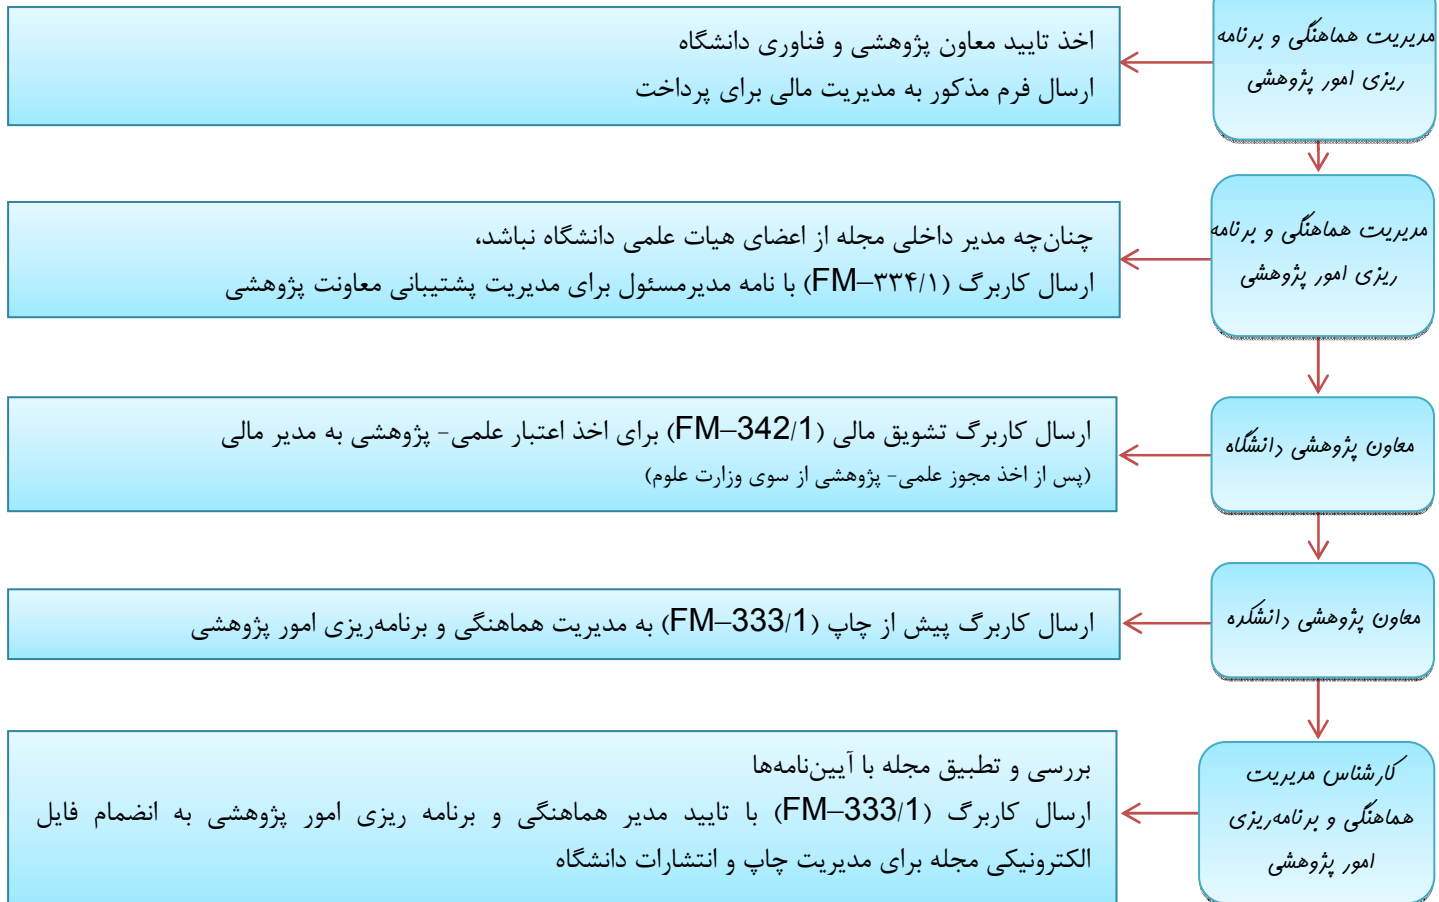 مدیریت هماهنگی و برنامه
ریزی امور پژوهشی
اخذ تایید معاون پژوهشی و فناوری دانشگاه
ارسال فرم مذکور به مدیریت مالی برای پرداخت
مدیریت هماهنگی و برنامه
ریزی امور پژوهشی
چنان‌چه مدیر داخلی مجله از اعضای هیات علمی دانشگاه نباشد،
ارسال کاربرگ (FM-۳۳۴/۱) با نامه مدیرمسئول برای مدیریت پشتیبانی معاونت پژوهشی
معاون پژوهشی دانشگاه
ارسال کاربرگ تشویق مالی (FM-342/1) برای اخذ اعتبار علمی- پژوهشی به مدیر مالی
(پس از اخذ مجوز علمی- پژوهشی از سوی وزارت علوم)
معاون پژوهشی دانشکده
ارسال کاربرگ پیش از چاپ (FM-333/1) به مدیریت هماهنگی و برنامه‌ریزی امور پژوهشی
کارشناس مدیریت
هماهنگی و برنامه‌ریزی
امور پژوهشی
بررسی و تطبیق مجله با آیین‌نامه‌ها
ارسال کاربرگ (FM-333/1) با تایید مدیر هماهنگی و برنامه ریزی امور پژوهشی به انضمام فایل
الکترونیکی مجله برای مدیریت چاپ و انتشارات دانشگاه